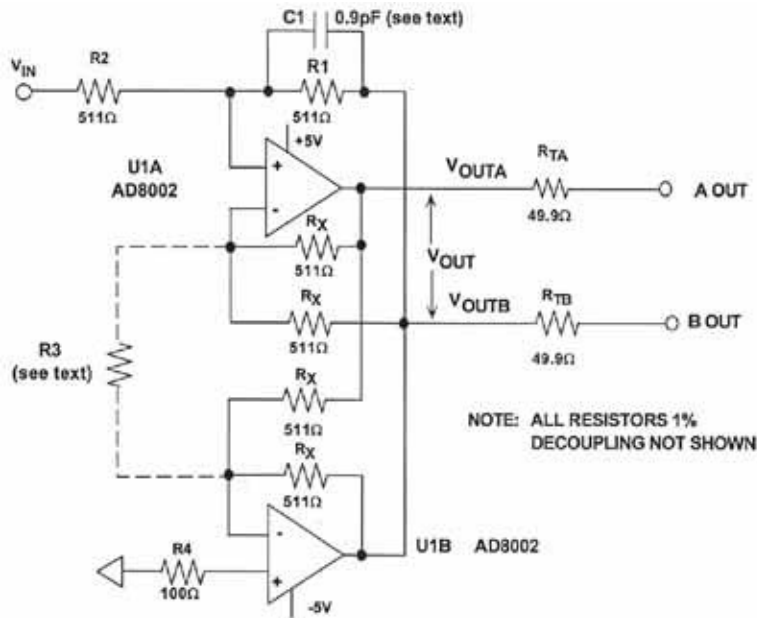 C1 0.9pF (see text)
VIN
R2
R1
511Ω
511Ω
+5V
U1A
AD8002
+
-
VOUTA
RTA
A OUT
49.9Ω
RX
511Ω
VOUT
RX
511Ω
VOUTB
RTB
B OUT
49.9Ω
R3
(see text)
RX
511Ω
NOTE: ALL RESISTORS 1%
DECOUPLING NOT SHOWN
RX
511Ω
-
+
U1B AD8002
R4
100Ω
-5V